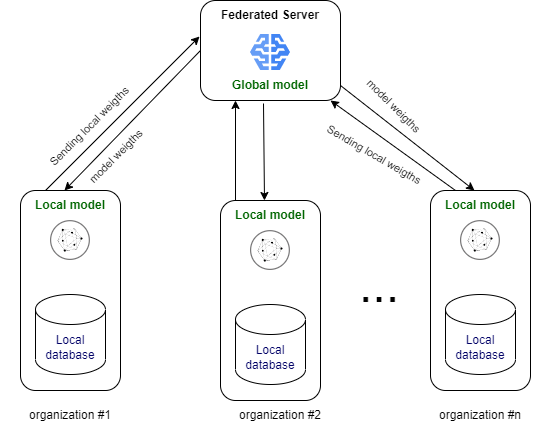 Federated Server
Global model
Sending local weigths
model weigths
model weigths
Sending local weigths
Local model
Local model
Local model
Local
database
Local
database
Local
database
...
organization #1
organization #2
organization #n